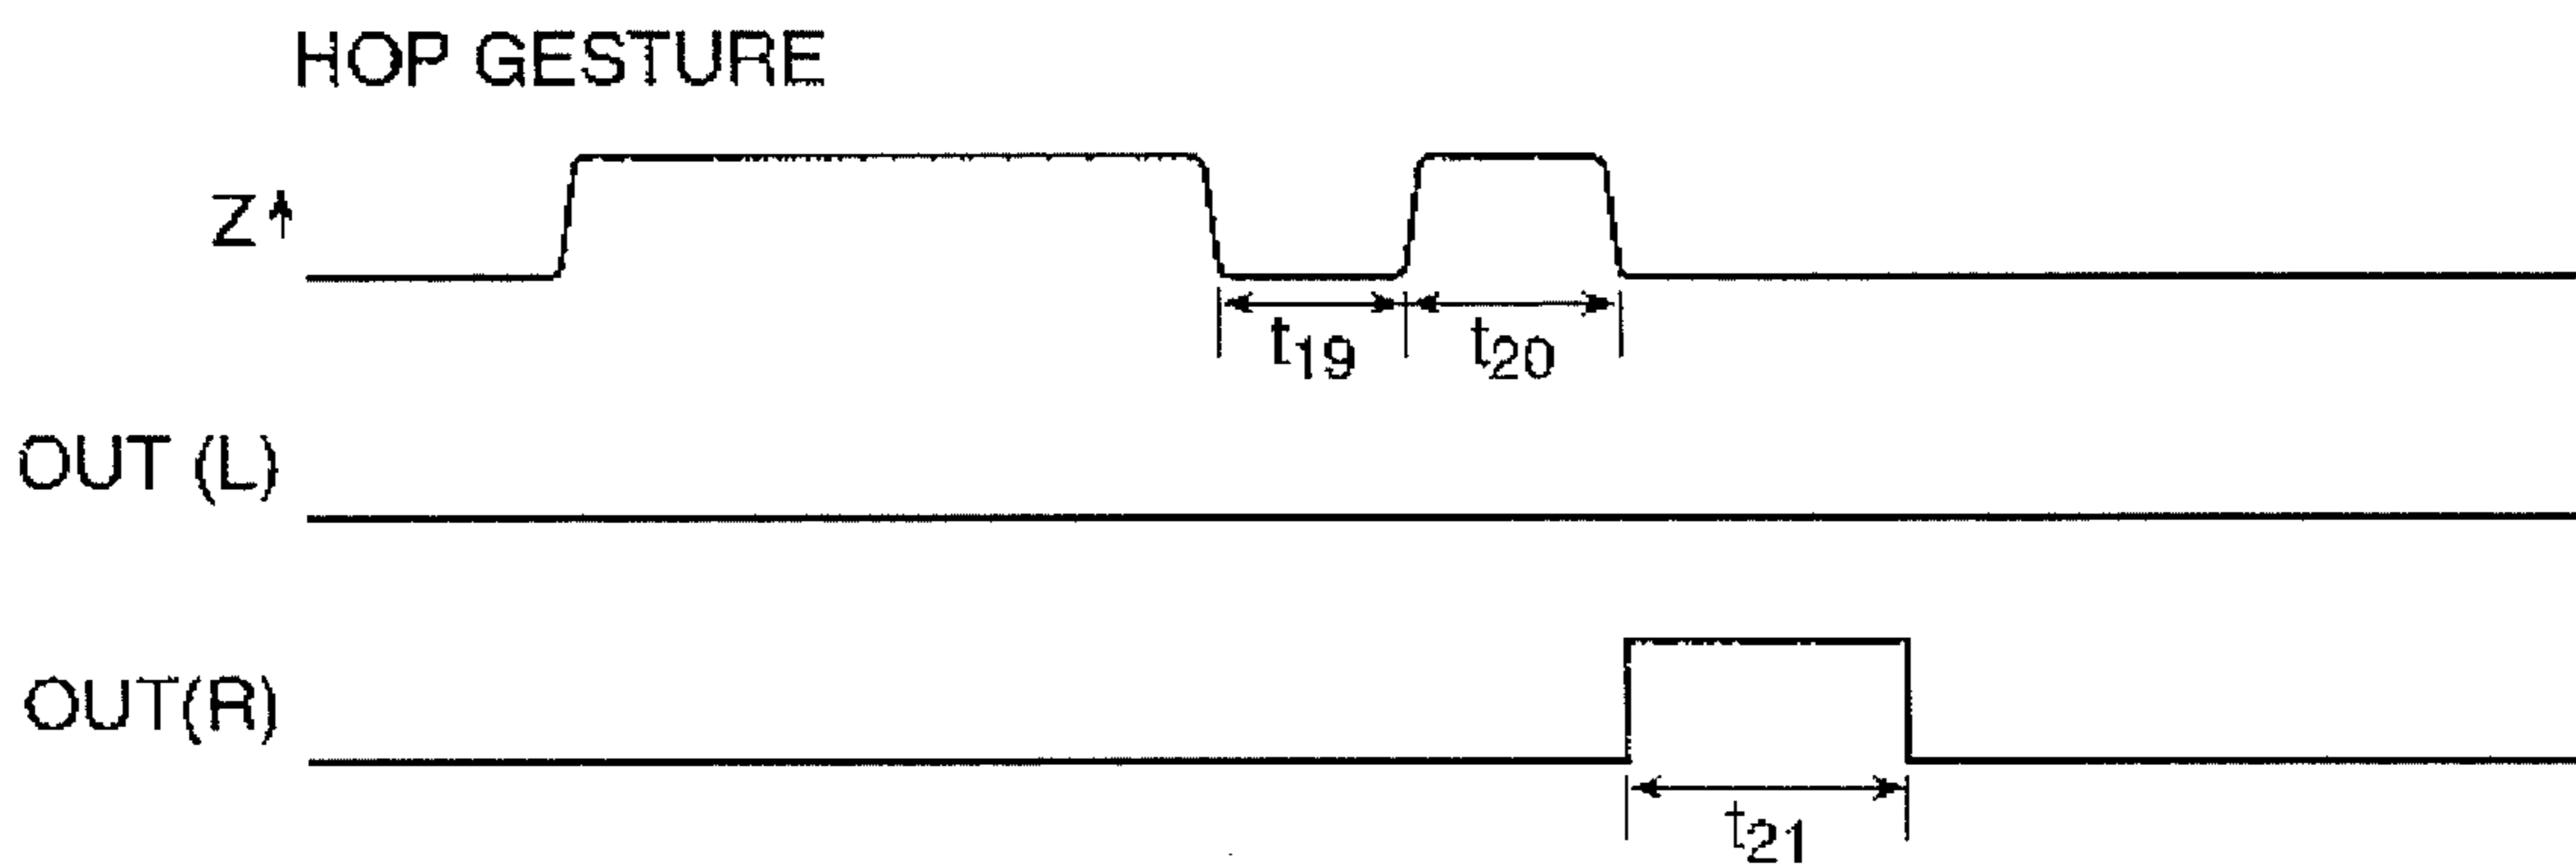 HOP GESTURE
Z
t19
t20
OUT (L)
OUT(R)
t21